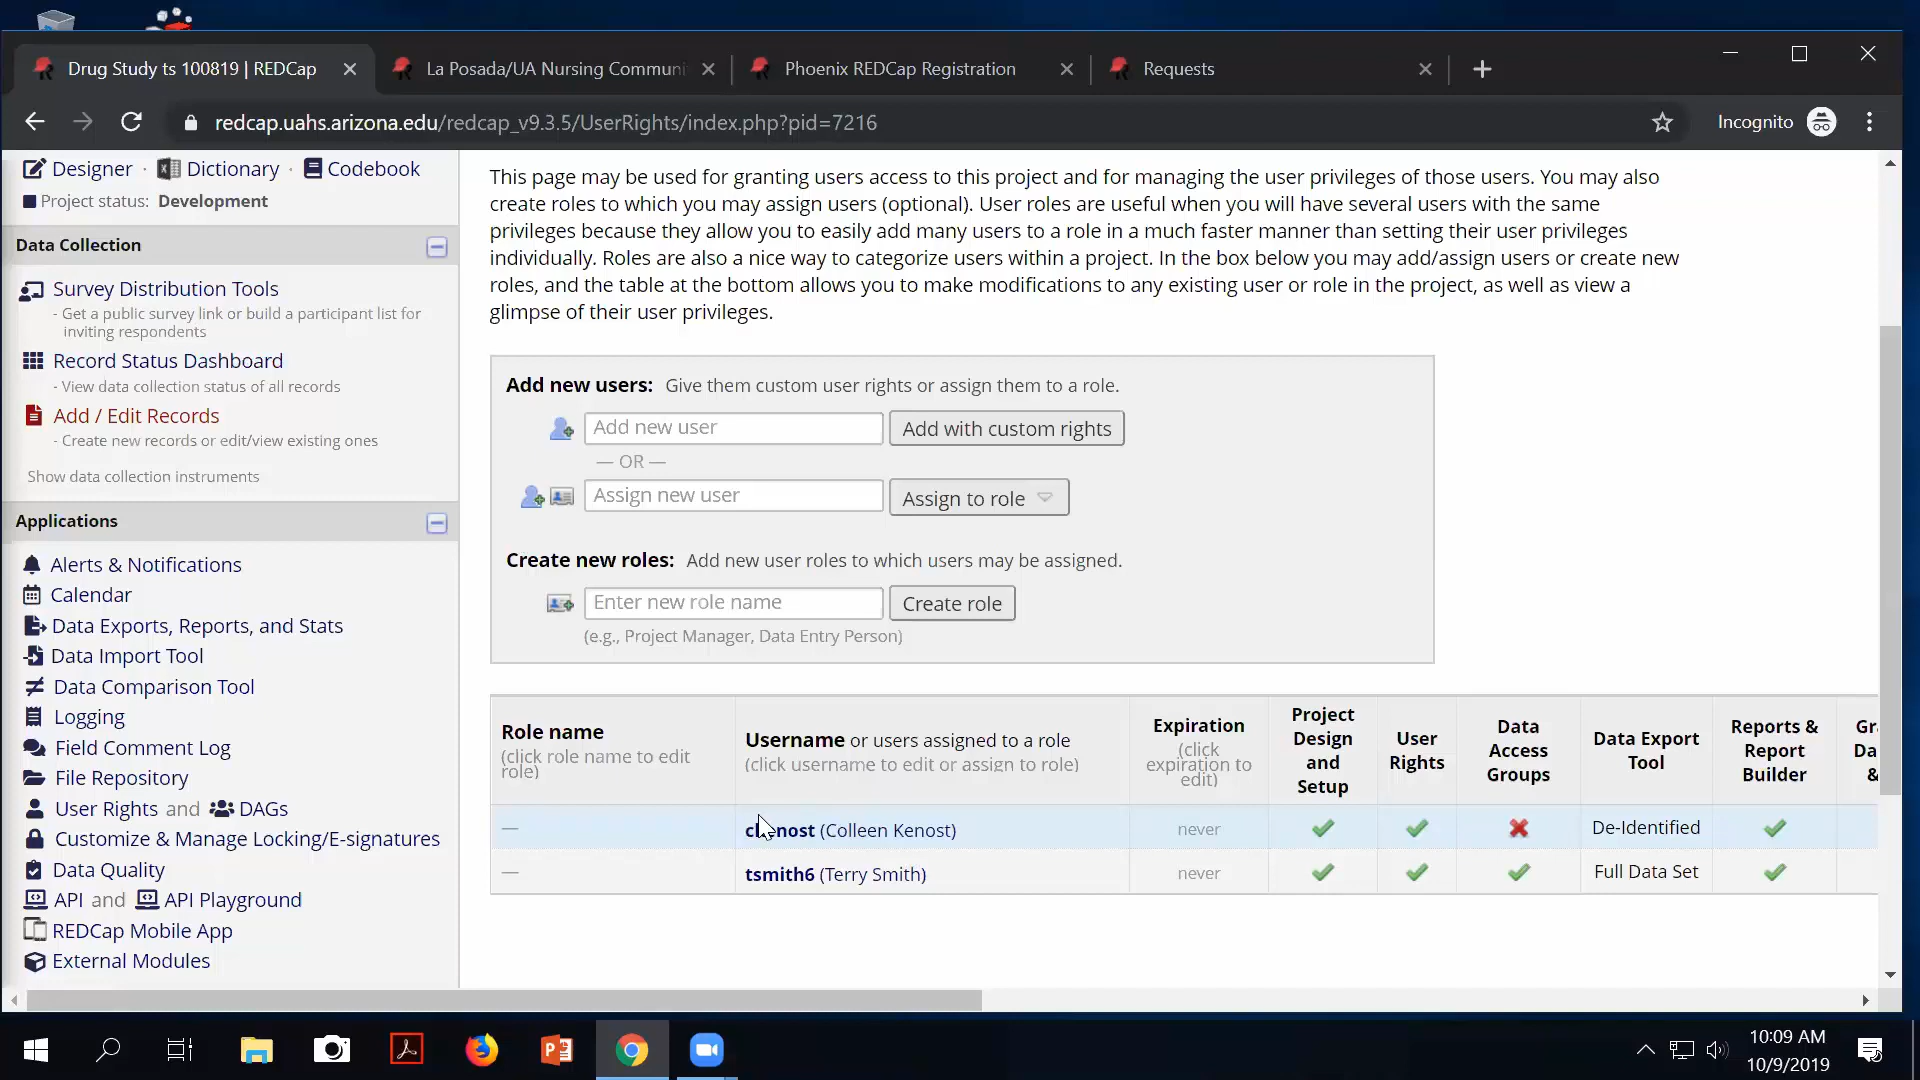 Drug Study ts 100819 | REDCap
La Posada/UA Nursing Communi
Phoenix REDCap Registration
Requests
redcap.uahs.arizona.edu/redcap_v9.3.5/UserRights/index.php?pid=7216
Incognito
Designer · Dictionary · Codebook
Project status: Development
Data Collection
Survey Distribution Tools
- Get a public survey link or build a participant list for
inviting respondents
Record Status Dashboard
- View data collection status of all records
Add / Edit Records
- Create new records or edit/view existing ones
Show data collection instruments
Applications
Alerts & Notifications
Calendar
Data Exports, Reports, and Stats
Data Import Tool
Data Comparison Tool
Logging
Field Comment Log
File Repository
User Rights and DAGs
Customize & Manage Locking/E-signatures
Data Quality
API and API Playground
REDCap Mobile App
External Modules
This page may be used for granting users access to this project and for managing the user privileges of those users. You may also
create roles to which you may assign users (optional). User roles are useful when you will have several users with the same
privileges because they allow you to easily add many users to a role in a much faster manner than setting their user privileges
individually. Roles are also a nice way to categorize users within a project. In the box below you may add/assign users or create new
roles, and the table at the bottom allows you to make modifications to any existing user or role in the project, as well as view a
glimpse of their user privileges.
Add new users: Give them custom user rights or assign them to a role.
Add new user Add with custom rights
— OR —
Assign new user Assign to role
Create new roles: Add new user roles to which users may be assigned.
Enter new role name Create role
(e.g., Project Manager, Data Entry Person)
Role name
(click role name to edit
role)
Username or users assigned to a role
(click username to edit or assign to role)
Expiration
(click
expiration to
edit)
Project
Design
and
Setup
User
Rights
Data
Access
Groups
Data Export
Tool
Reports &
Report
Builder
Gr
Da
&
— (Colleen Kenost) never De-Identified
— tsmith6 (Terry Smith) never Full Data Set
10:09 AM
10/9/2019